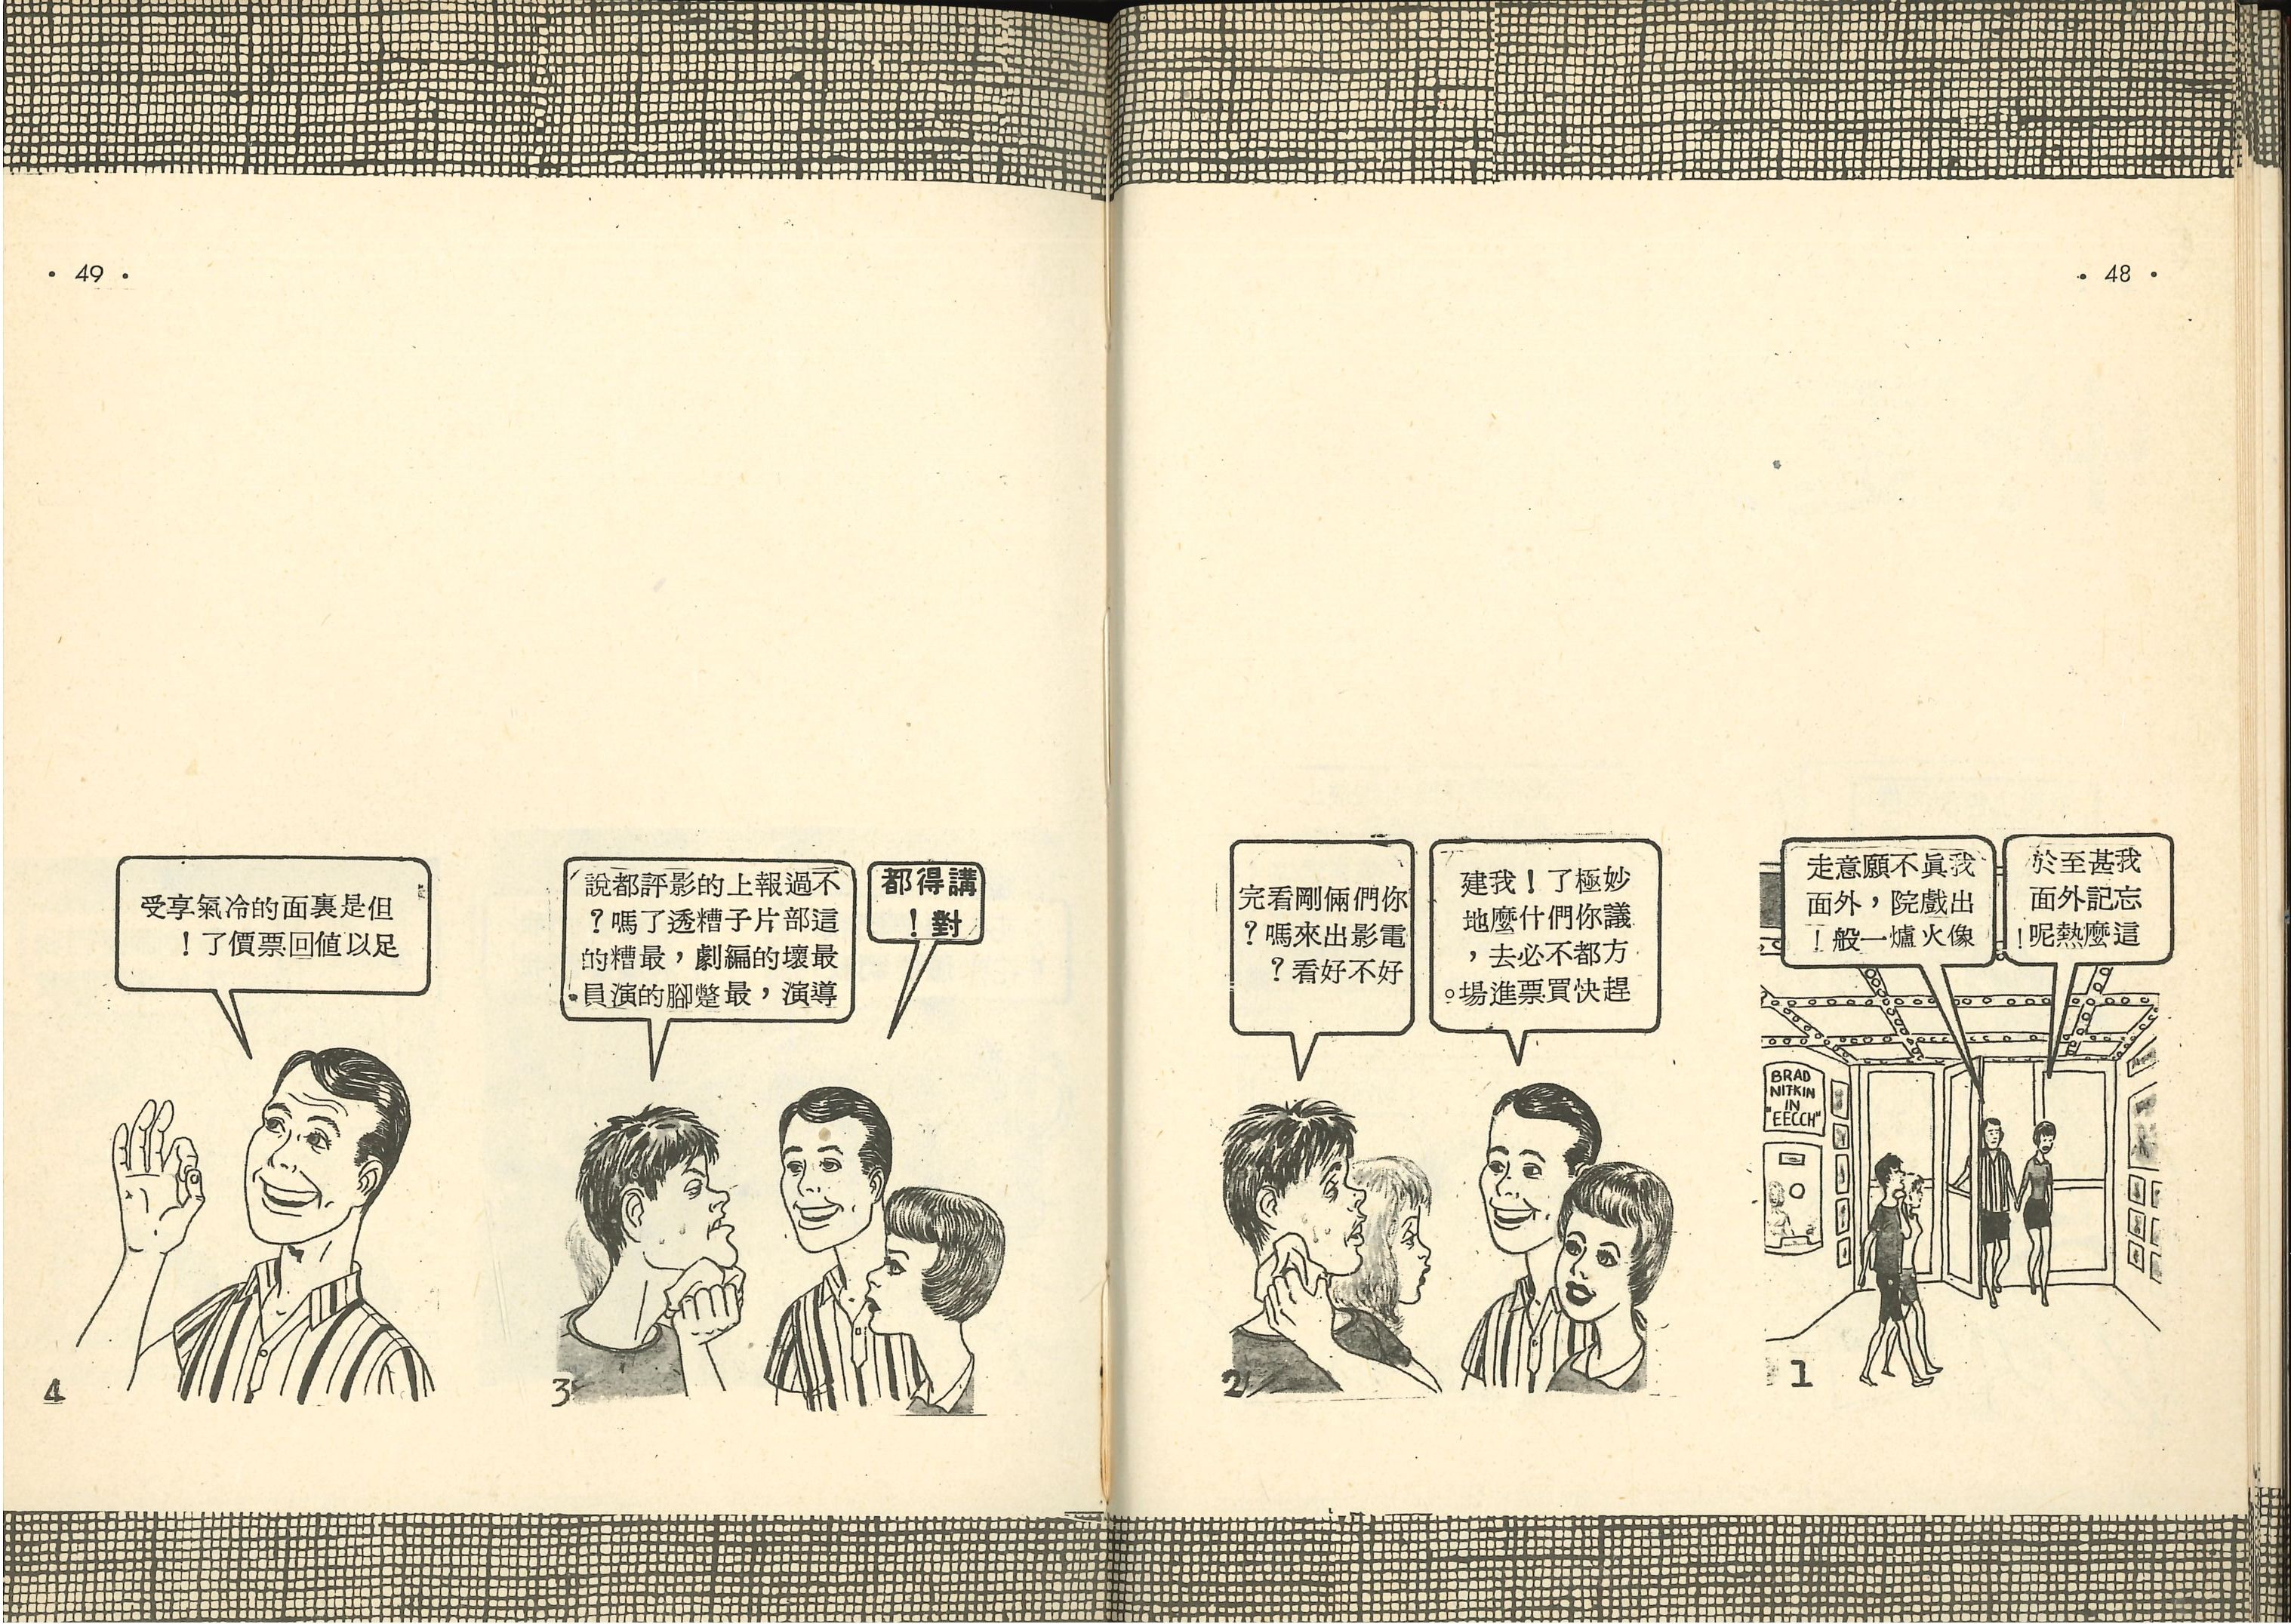 • 48 •
我甚至於
忘記外面
這麼熱呢!
我眞不願意走
出戲院,外面
像火爐一般!
BRAD
NITKIN
IN
"EECCH"
1
妙極了!我建
議你們什麼地
方都不必去,
趕快買票進場。
你們倆剛看完
電影出來嗎?
好不好看?
2
• 49 •
講得都
對!
不過報上的影評都說
這部片子糟透了嗎?
最壞的編劇,最糟的
導演,最蹩腳的演員.
3
但是裏面的冷氣享受
足以值回票價了!
4